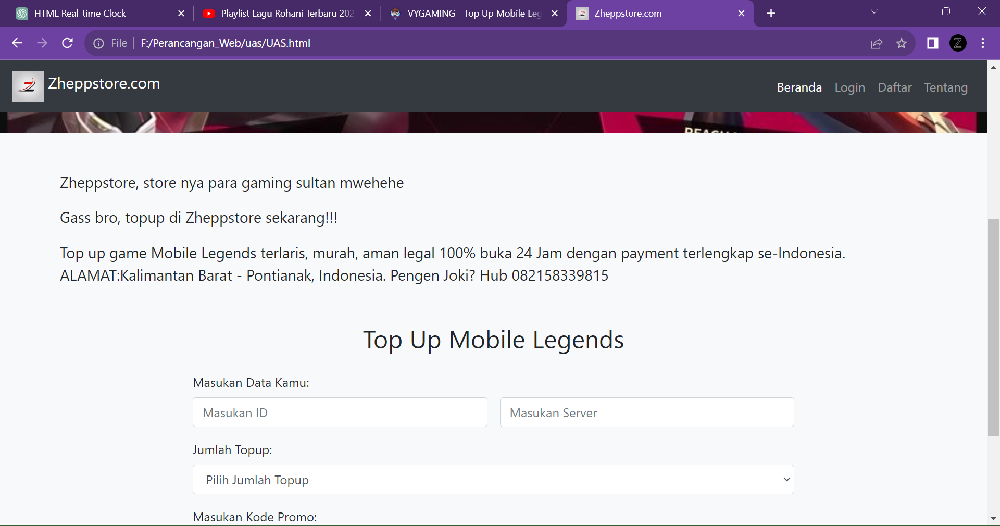 HTML Real-time Clock
Playlist Lagu Rohani Terbaru 202
VYGAMING - Top Up Mobile Leg
Zheppstore.com
File
F:/Perancangan_Web/uas/UAS.html
Z
Zheppstore.com
Beranda
Login
Daftar
Tentang
Zheppstore, store nya para gaming sultan mwehehe
Gass bro, topup di Zheppstore sekarang!!!
Top up game Mobile Legends terlaris, murah, aman legal 100% buka 24 Jam dengan payment terlengkap se-Indonesia.
ALAMAT:Kalimantan Barat - Pontianak, Indonesia. Pengen Joki? Hub 082158339815
Top Up Mobile Legends
Masukan Data Kamu:
Masukan ID
Masukan Server
Jumlah Topup:
Pilih Jumlah Topup
Masukan Kode Promo: